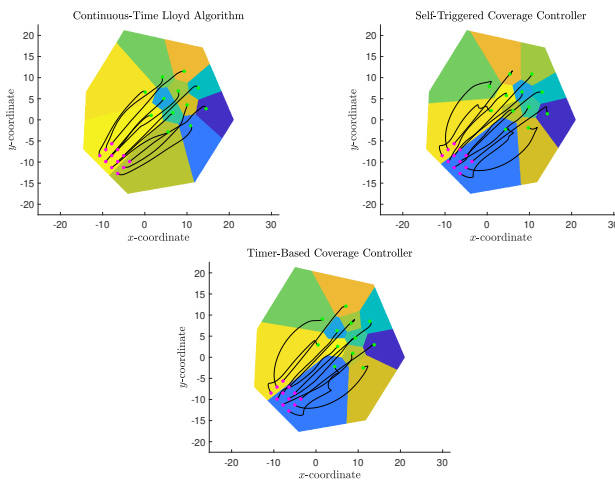 Continuous-Time Lloyd Algorithm
20
15
10
5
0
-5
-10
-15
-20
y-coordinate
-20 -10 0 10 20 30
x-coordinate
Self-Triggered Coverage Controller
20
15
10
5
0
-5
-10
-15
-20
y-coordinate
-20 -10 0 10 20 30
x-coordinate
Timer-Based Coverage Controller
20
15
10
5
0
-5
-10
-15
-20
y-coordinate
-20 -10 0 10 20 30
x-coordinate